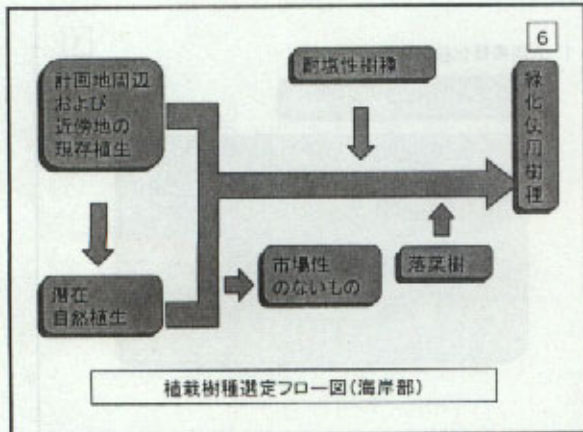 6
計画地周辺
および
近傍地の
現存植生
耐塩性樹種
緑化使用樹種
潜在
自然植生
市場性
のないもの
落葉樹
植栽樹種選定フロー図(海岸部)